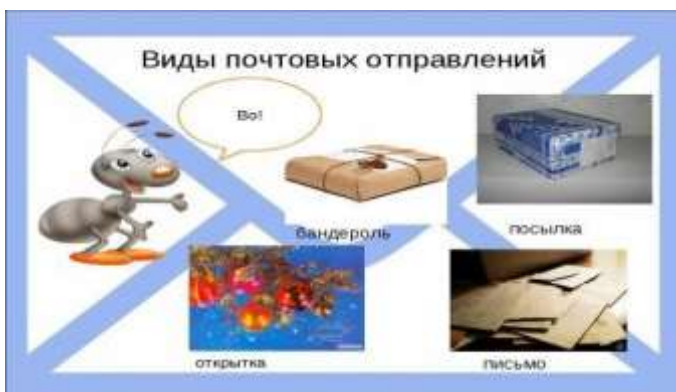 Виды почтовых отправлений
Во!
бандероль
посылка
открытка
письмо